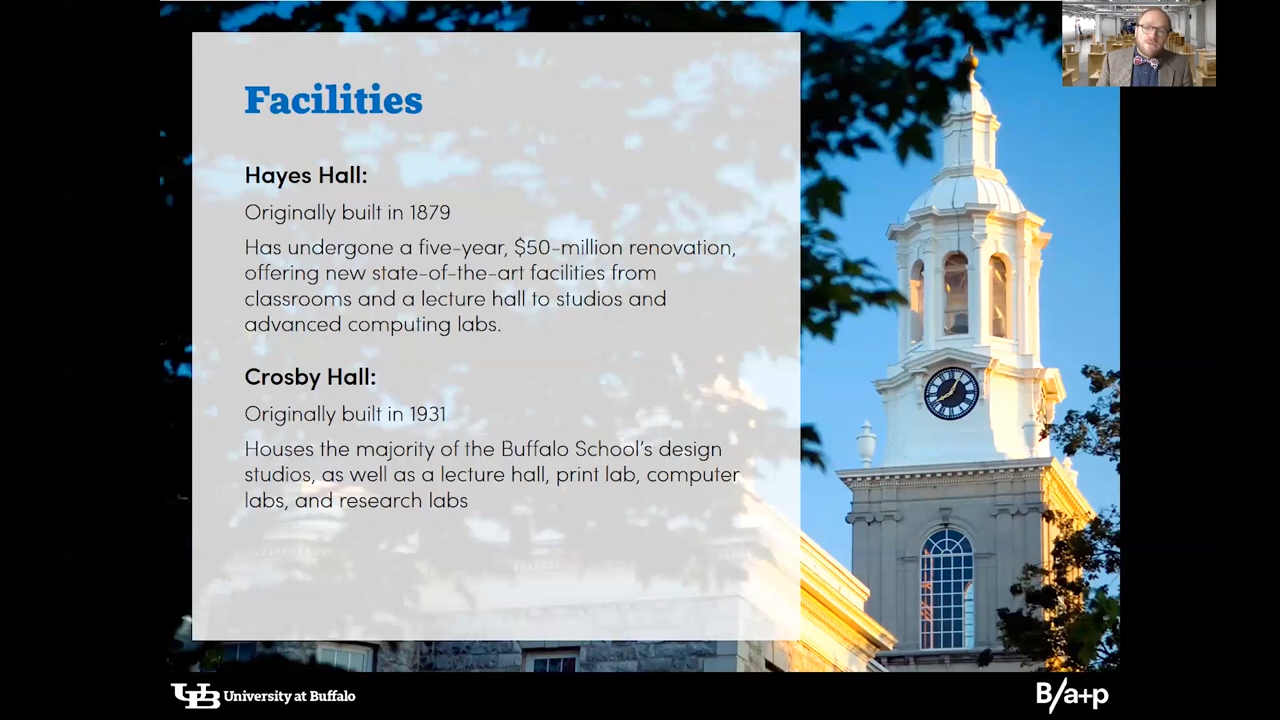 Facilities
Hayes Hall:
Originally built in 1879
Has undergone a five-year, $50-million renovation,
offering new state-of-the-art facilities from
classrooms and a lecture hall to studios and
advanced computing labs.
Crosby Hall:
Originally built in 1931
Houses the majority of the Buffalo School's design
studios, as well as a lecture hall, print lab, computer
labs, and research labs
UB University at Buffalo
B/a+p